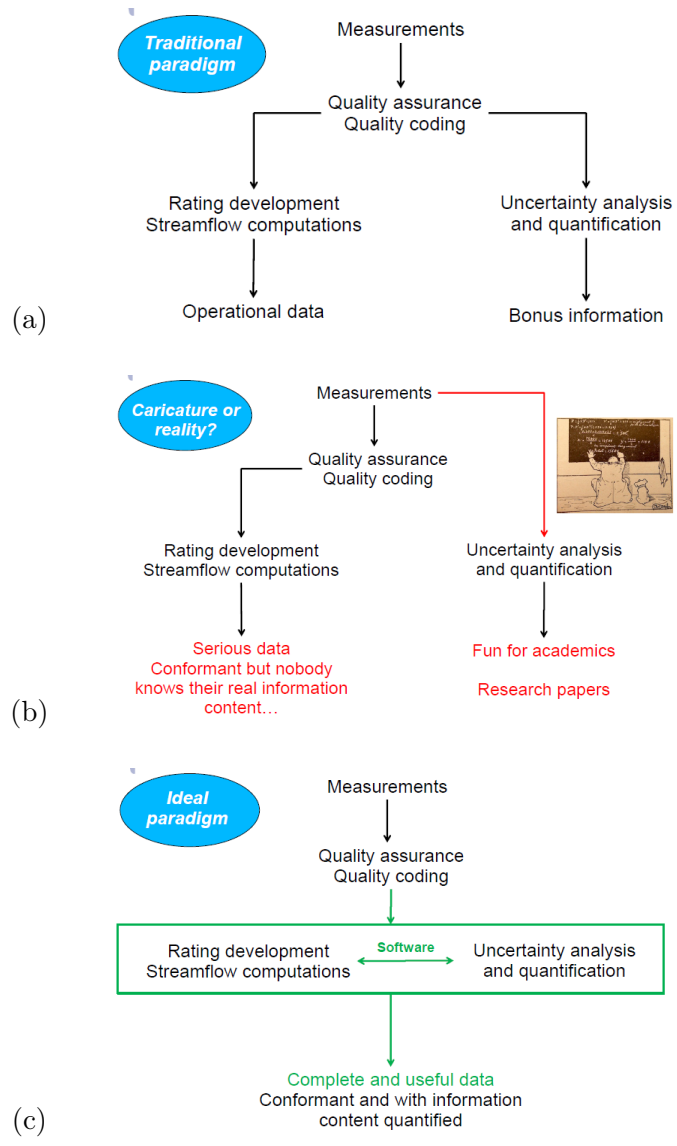 Traditional
paradigm
Measurements
Quality assurance
Quality coding
Rating development
Streamflow computations
Uncertainty analysis
and quantification
Operational data
Bonus information
(a)
Caricature or
reality?
Measurements
Quality assurance
Quality coding
Rating development
Streamflow computations
Uncertainty analysis
and quantification
Serious data
Conformant but nobody
knows their real information
content…
Fun for academics
Research papers
(b)
Ideal
paradigm
Measurements
Quality assurance
Quality coding
Rating development
Streamflow computations
Software
Uncertainty analysis
and quantification
Complete and useful data
Conformant and with information
content quantified
(c)